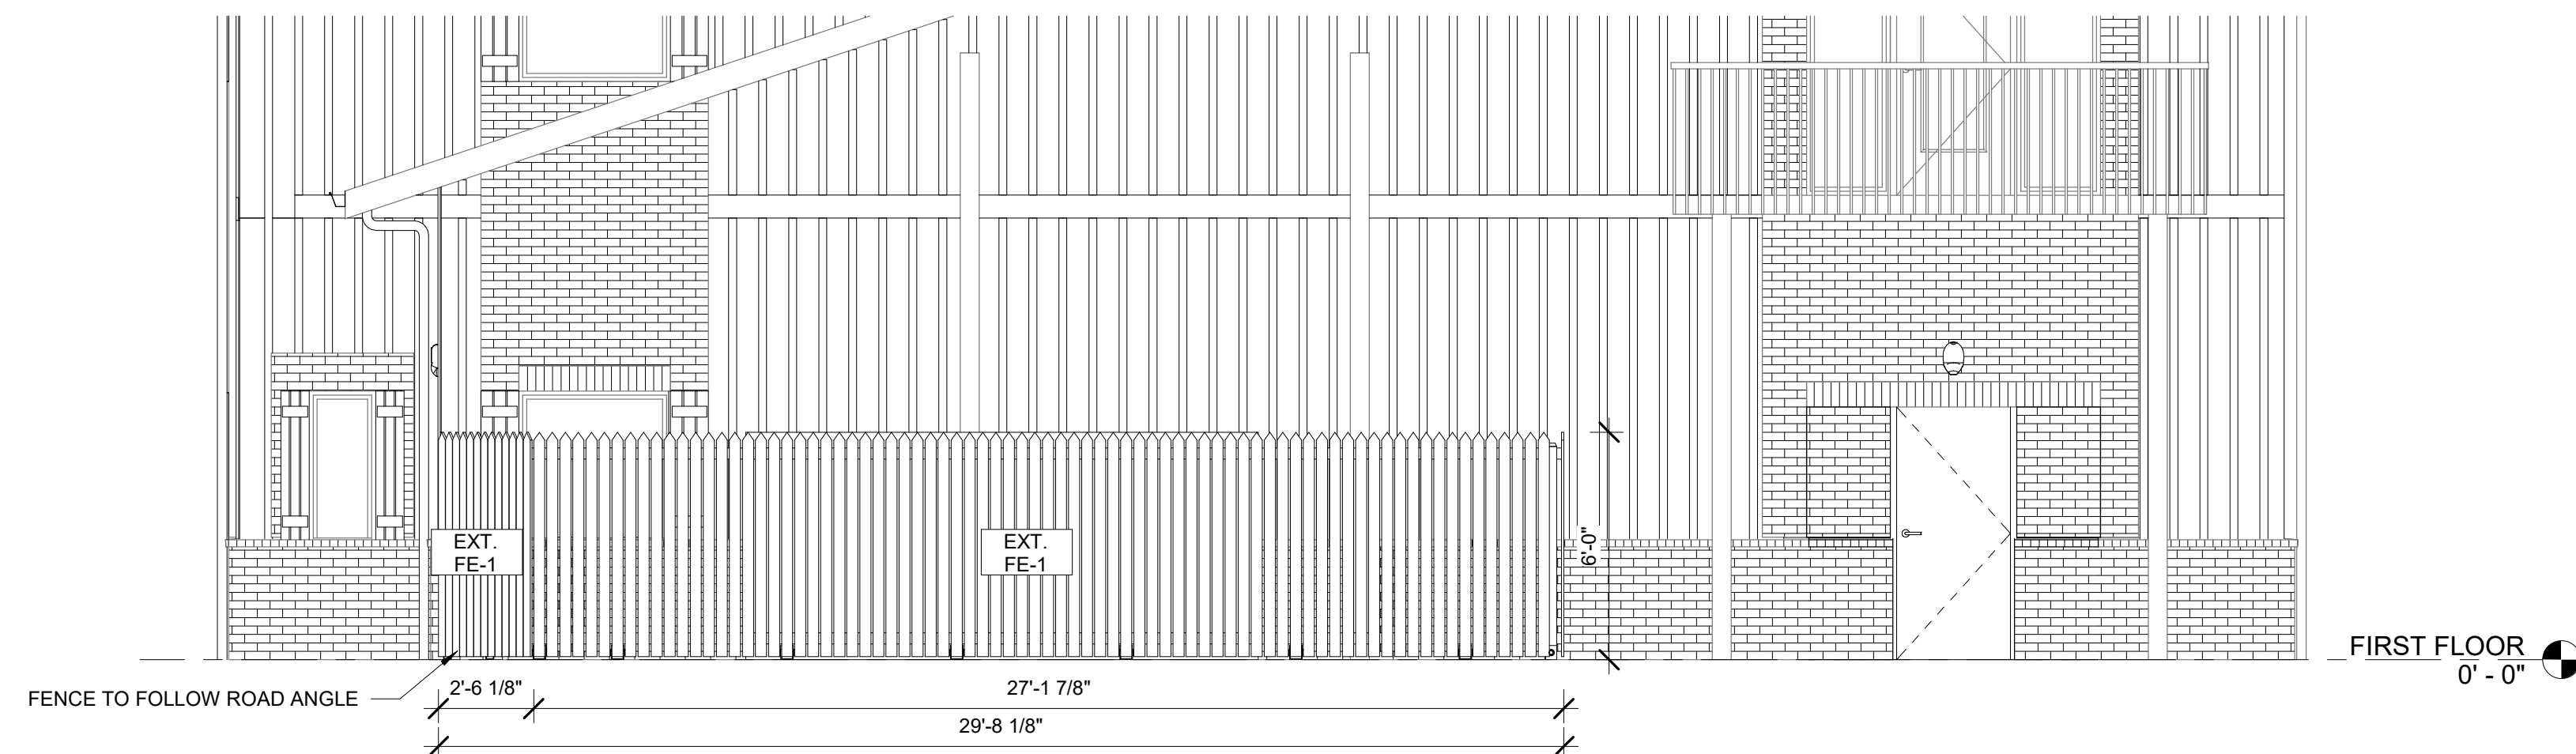 EXT.
FE-1
EXT.
FE-1
6'-0"
FIRST FLOOR
0' - 0"
FENCE TO FOLLOW ROAD ANGLE
2'-6 1/8"
27'-1 7/8"
29'-8 1/8"